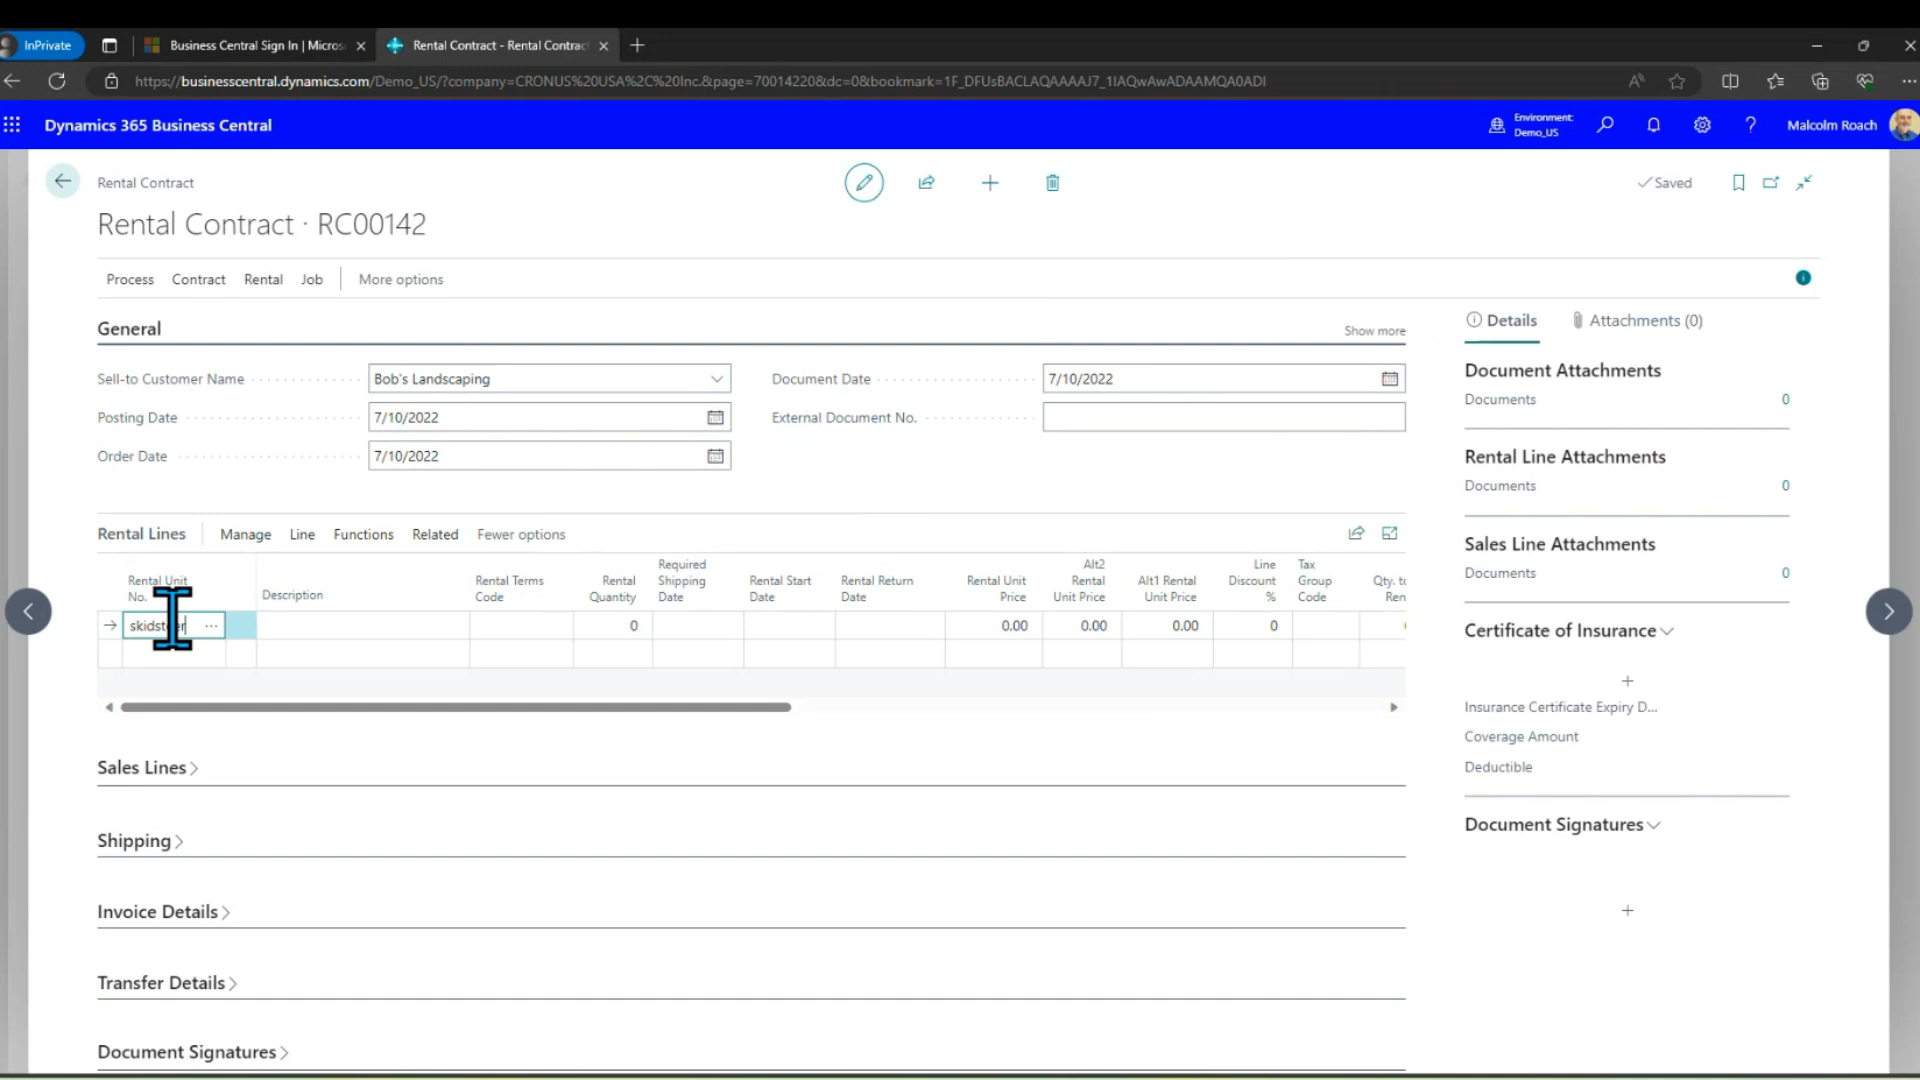 InPrivate
Business Central Sign In | Micros
Rental Contract - Rental Contrac
https://businesscentral.dynamics.com/Demo_US/?company=CRONUS%20USA%2C%20Inc.&page=70014220&dc=0&bookmark=1F_DFUsBACLAQAAAAJ7_1IAQwAwADAAMQA0ADI
Dynamics 365 Business Central
Environment:
Demo_US
Malcolm Roach
Rental Contract
Saved
Rental Contract · RC00142
Process Contract Rental Job More options
General
Show more
Sell-to Customer Name Bob's Landscaping
Document Date 7/10/2022
Posting Date 7/10/2022
External Document No.
Order Date 7/10/2022
Rental Lines Manage Line Functions Related Fewer options
Rental Unit No.
Description
Rental Terms Code
Rental Quantity
Required Shipping Date
Rental Start Date
Rental Return Date
Rental Unit Price
Alt2 Rental Unit Price
Alt1 Rental Unit Price
Line Discount %
Tax Group Code
Qty. to Ren
skidsteer 0 0.00 0.00 0.00 0
Sales Lines
Shipping
Invoice Details
Transfer Details
Document Signatures
Details
Attachments (0)
Document Attachments
Documents 0
Rental Line Attachments
Documents 0
Sales Line Attachments
Documents 0
Certificate of Insurance
Insurance Certificate Expiry D...
Coverage Amount
Deductible
Document Signatures